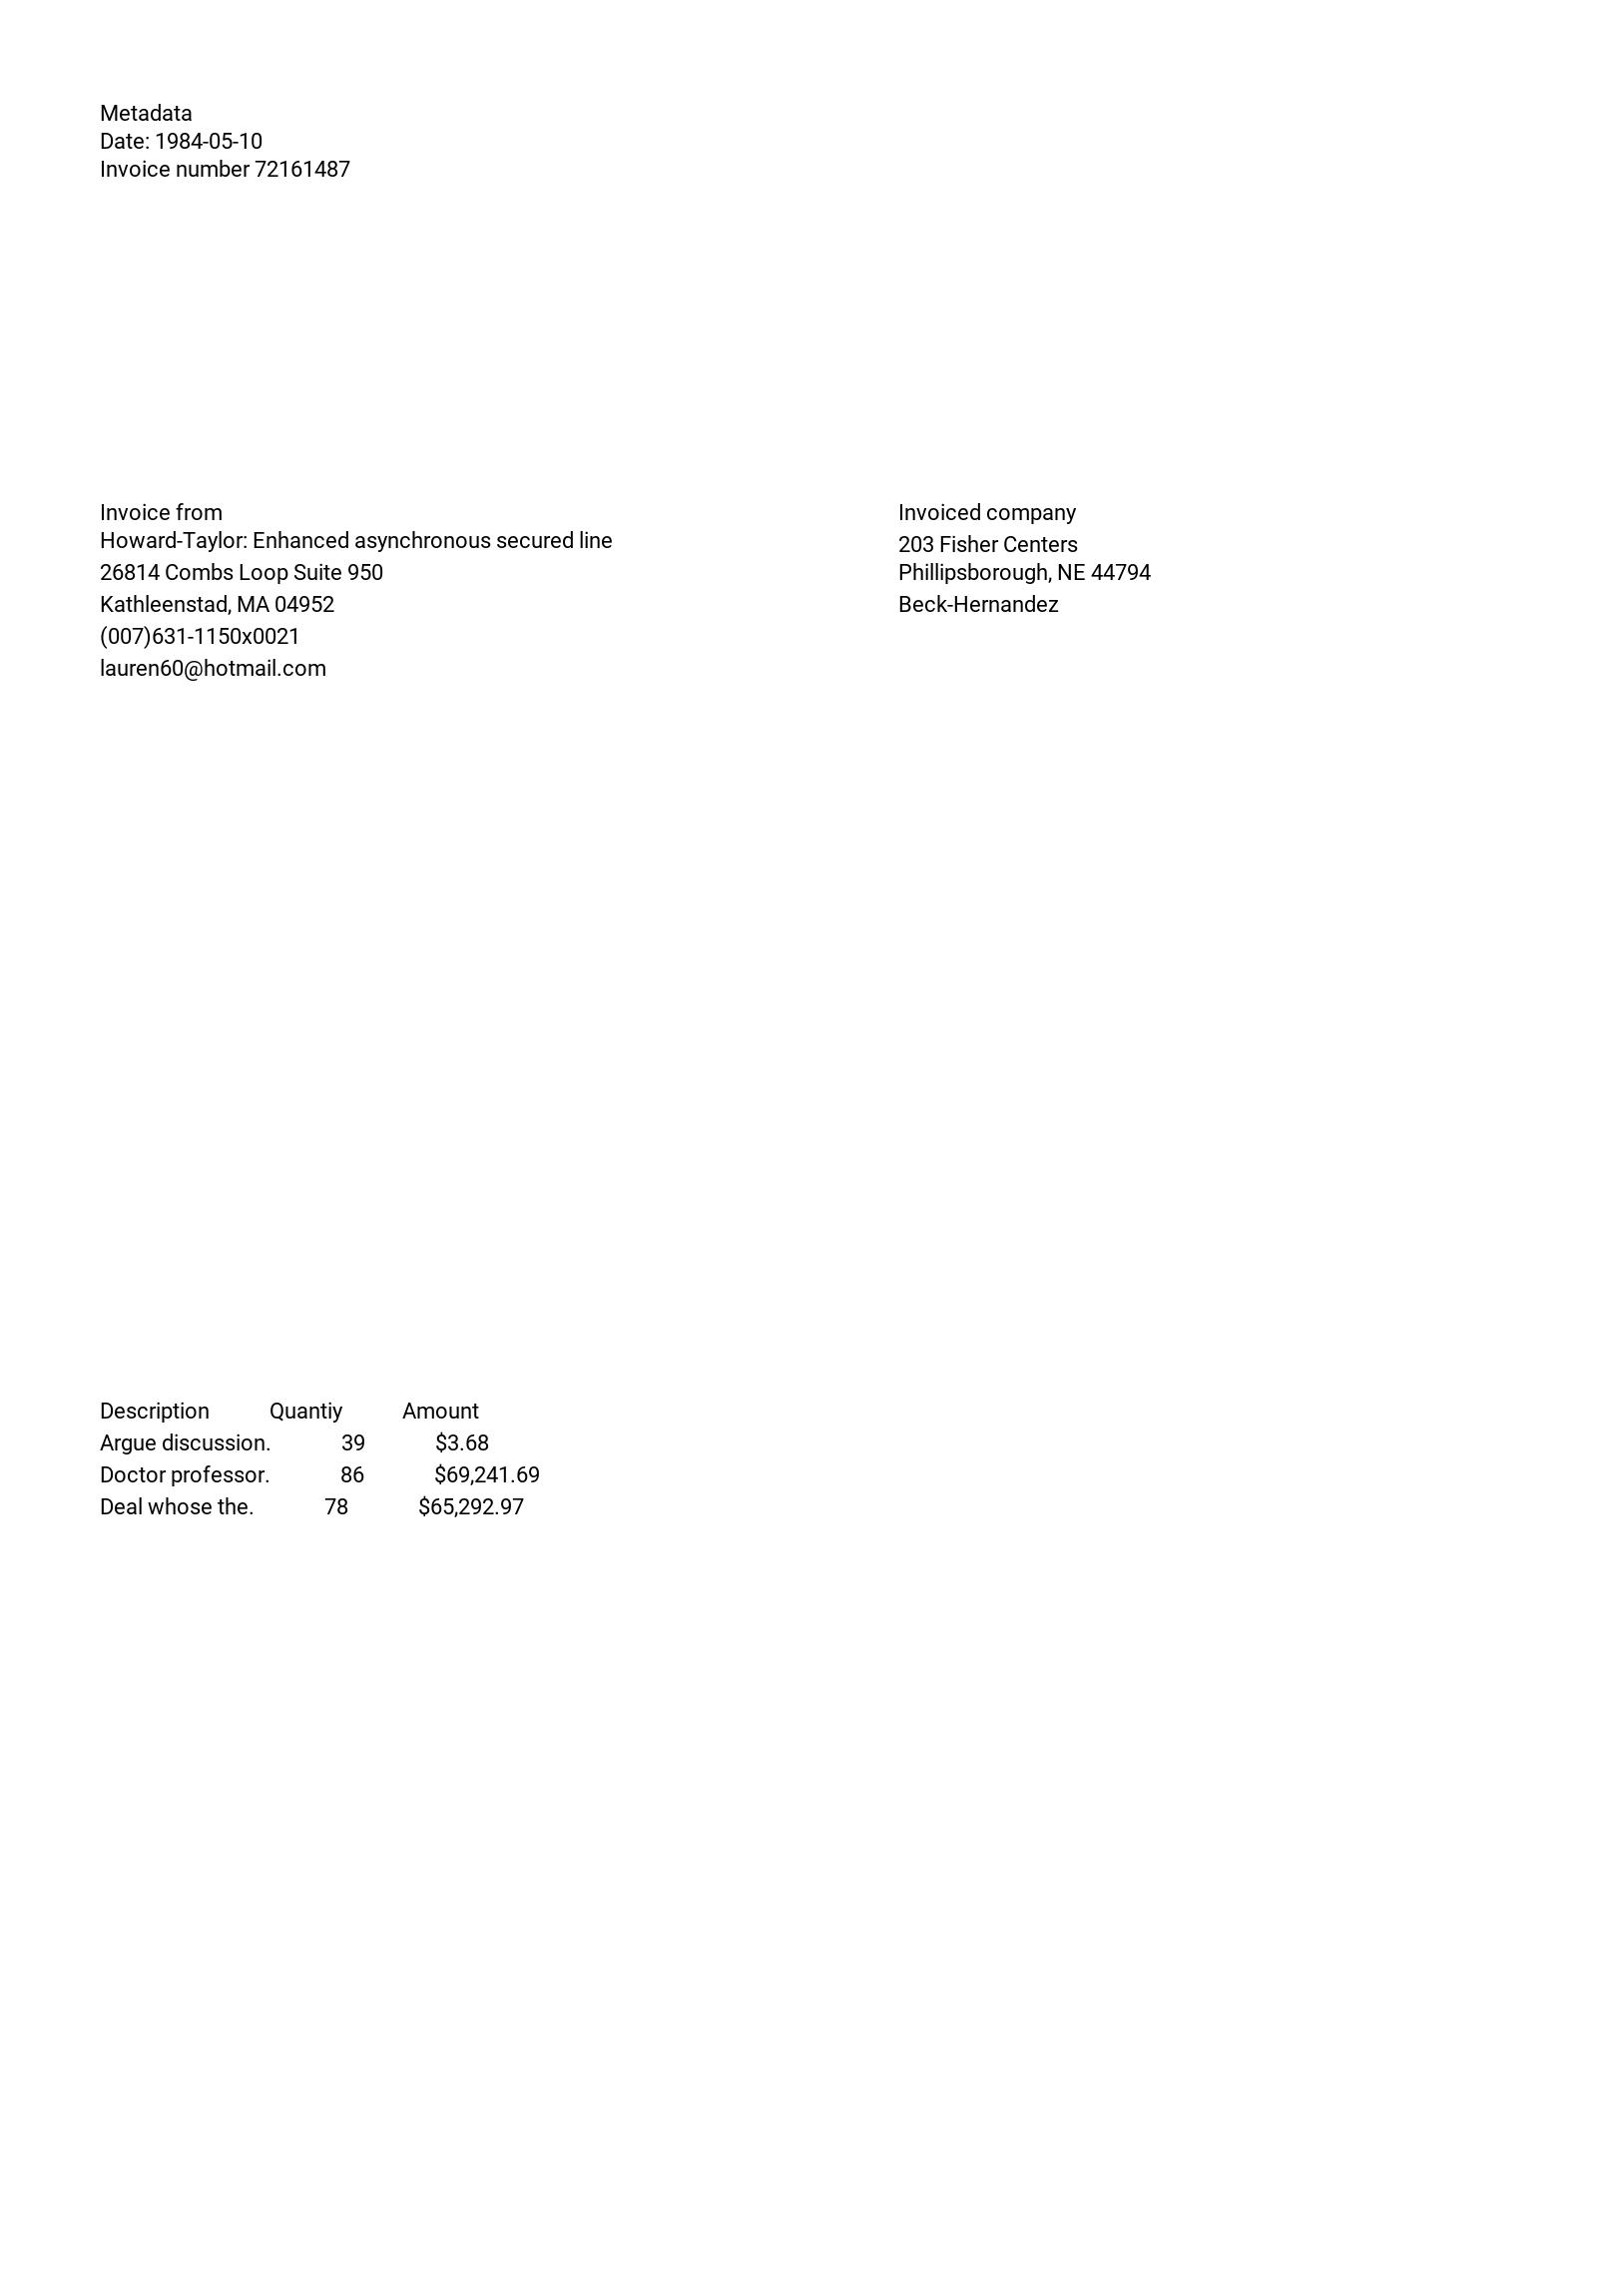 Metadata
Date: 1984-05-10
Invoice number 72161487
Invoice from
Howard-Taylor: Enhanced asynchronous secured line
26814 Combs Loop Suite 950
Kathleenstad, MA 04952
(007)631-1150x0021
lauren60@hotmail.com
Invoiced company
203 Fisher Centers
Phillipsborough, NE 44794
Beck-Hernandez
Description Quantiy Amount
Argue discussion. 39 $3.68
Doctor professor. 86 $69,241.69
Deal whose the. 78 $65,292.97